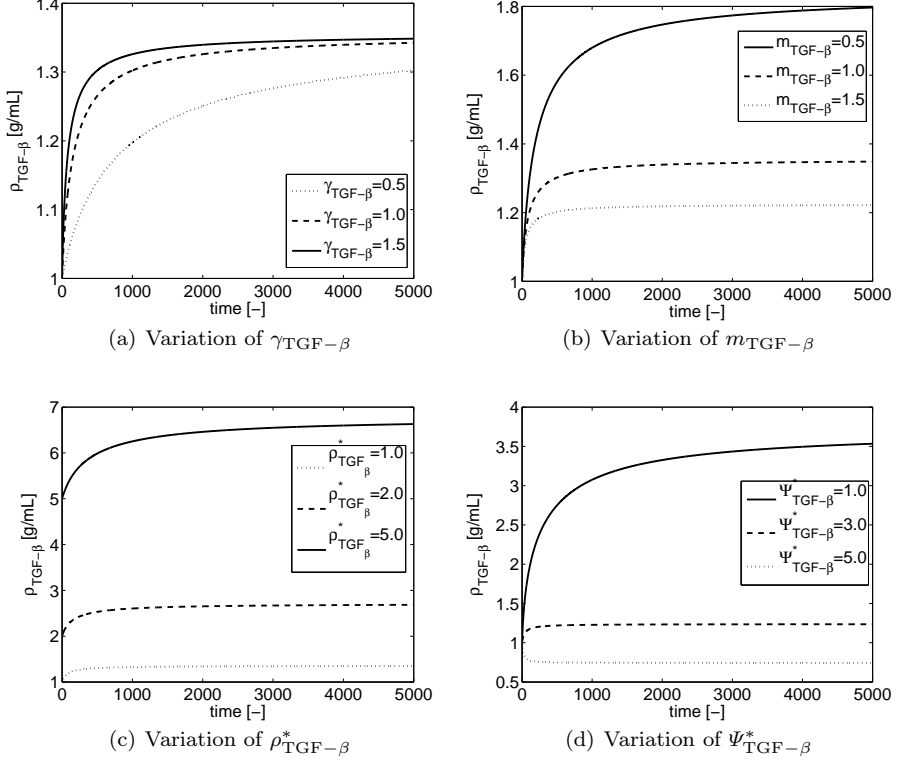 1.4
1.3
1.2
1.1
1
ρTGF−β [g/mL]
γTGF−β=0.5
γTGF−β=1.0
γTGF−β=1.5
0 1000 2000 3000 4000 5000
time [−]
(a) Variation of γTGF−β
1.8
1.6
1.4
1.2
1
ρTGF−β [g/mL]
mTGF−β=0.5
mTGF−β=1.0
mTGF−β=1.5
0 1000 2000 3000 4000 5000
time [−]
(b) Variation of mTGF−β
7
6
5
4
3
2
1
ρTGF−β [g/mL]
ρ*TGFβ=1.0
ρ*TGFβ=2.0
ρ*TGFβ=5.0
0 1000 2000 3000 4000 5000
time [−]
(c) Variation of ρ*TGF−β
4
3.5
3
2.5
2
1.5
1
0.5
ρTGF−β [g/mL]
Ψ*TGF−β=1.0
Ψ*TGF−β=3.0
Ψ*TGF−β=5.0
0 1000 2000 3000 4000 5000
time [−]
(d) Variation of Ψ*TGF−β